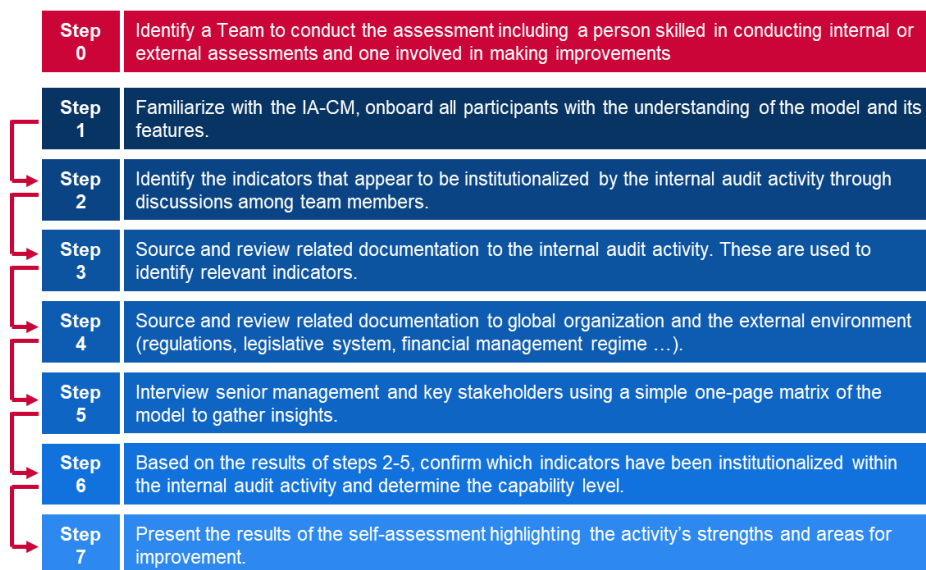 Step
0
Identify a Team to conduct the assessment including a person skilled in conducting internal or
external assessments and one involved in making improvements
Step
1
Familiarize with the IA-CM, onboard all participants with the understanding of the model and its
features.
Step
2
Identify the indicators that appear to be institutionalized by the internal audit activity through
discussions among team members.
Step
3
Source and review related documentation to the internal audit activity. These are used to
identify relevant indicators.
Step
4
Source and review related documentation to global organization and the external environment
(regulations, legislative system, financial management regime …).
Step
5
Interview senior management and key stakeholders using a simple one-page matrix of the
model to gather insights.
Step
6
Based on the results of steps 2-5, confirm which indicators have been institutionalized within
the internal audit activity and determine the capability level.
Step
7
Present the results of the self-assessment highlighting the activity's strengths and areas for
improvement.